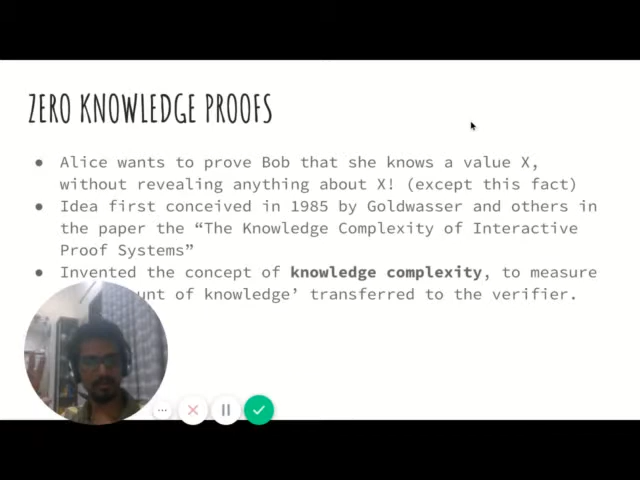 ZERO KNOWLEDGE PROOFS
● Alice wants to prove Bob that she knows a value X,
without revealing anything about X! (except this fact)
● Idea first conceived in 1985 by Goldwasser and others in
the paper the “The Knowledge Complexity of Interactive
Proof Systems”
● Invented the concept of knowledge complexity, to measure
of knowledge’ transferred to the verifier.